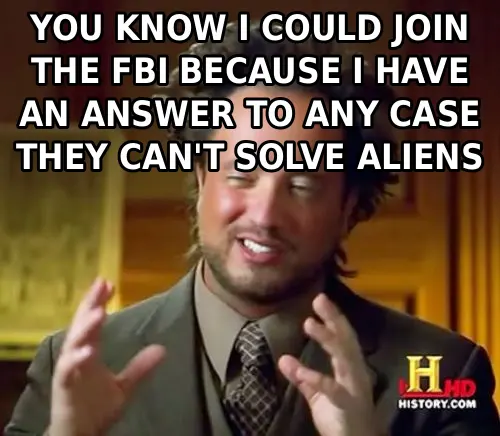 YOU KNOW I COULD JOIN
THE FBI BECAUSE I HAVE
AN ANSWER TO ANY CASE
THEY CAN'T SOLVE ALIENS
H HD
HISTORY.COM